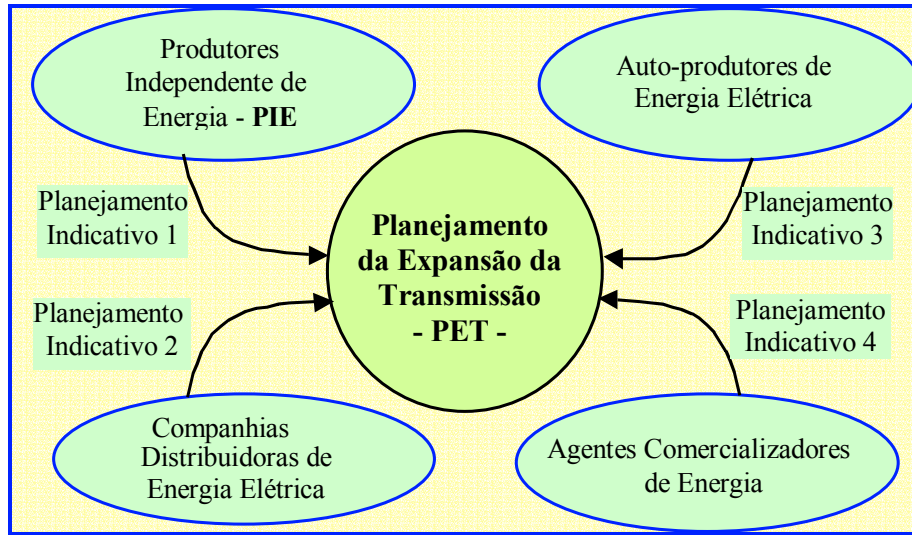 Produtores
Independente de
Energia - PIE
Auto-produtores de
Energia Elétrica
Planejamento
Indicativo 1
Planejamento
da Expansão da
Transmissão
- PET -
Planejamento
Indicativo 3
Planejamento
Indicativo 2
Planejamento
Indicativo 4
Companhias
Distribuidoras de
Energia Elétrica
Agentes Comercializadores
de Energia